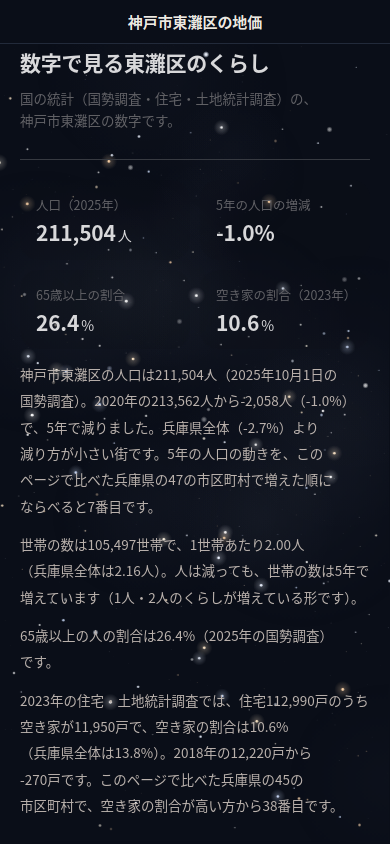 神戸市東灘区の地価
数字で見る東灘区のくらし
国の統計（国勢調査・住宅・土地統計調査）の、
神戸市東灘区の数字です。
人口（2025年）
211,504人
5年の人口の増減
-1.0%
65歳以上の割合
26.4%
空き家の割合（2023年）
10.6%
神戸市東灘区の人口は211,504人（2025年10月1日の
国勢調査）。2020年の213,562人から-2,058人（-1.0%）
で、5年で減りました。兵庫県全体（-2.7%）より
減り方が小さい街です。5年の人口の動きを、この
ページで比べた兵庫県の47の市区町村で増えた順に
ならべると7番目です。
世帯の数は105,497世帯で、1世帯あたり2.00人
（兵庫県全体は2.16人）。人は減っても、世帯の数は5年で
増えています（1人・2人のくらしが増えている形です）。
65歳以上の人の割合は26.4%（2025年の国勢調査）
です。
2023年の住宅・土地統計調査では、住宅112,990戸のうち
空き家が11,950戸で、空き家の割合は10.6%
（兵庫県全体は13.8%）。2018年の12,220戸から
-270戸です。このページで比べた兵庫県の45の
市区町村で、空き家の割合が高い方から38番目です。